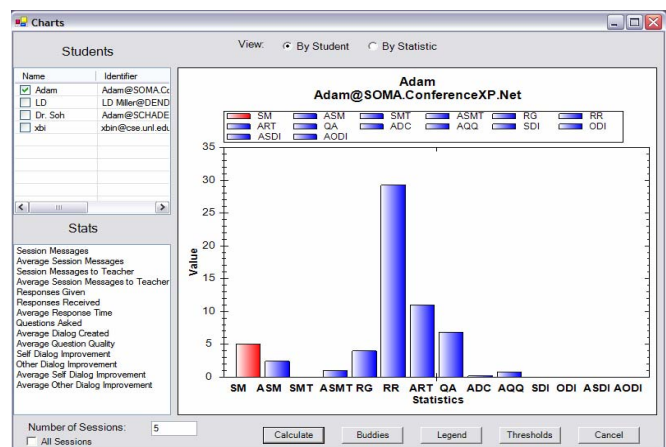 Charts
Students
View: By Student By Statistic
Name Identifier
Adam Adam@SOMA.Cc
LD LD Miller@DEND
Dr. Soh Adam@SCHADE
xbi xbin@cse.unl.edu
Stats
Session Messages
Average Session Messages
Session Messages to Teacher
Average Session Messages to Teacher
Responses Given
Responses Received
Average Response Time
Questions Asked
Average Dialog Created
Average Question Quality
Self Dialog Improvement
Other Dialog Improvement
Average Self Dialog Improvement
Average Other Dialog Improvement
Number of Sessions: 5
All Sessions
Adam
Adam@SOMA.ConferenceXP.Net
SM ASM SMT ASMT RG RR
ART QA ADC AQQ SDI ODI
ASDI AODI
35
30
25
20
15
10
5
0
Value
SM ASM SMT ASMT RG RR ART QA ADC AQQ SDI ODI ASDI AODI
Statistics
Calculate Buddies Legend Thresholds Cancel